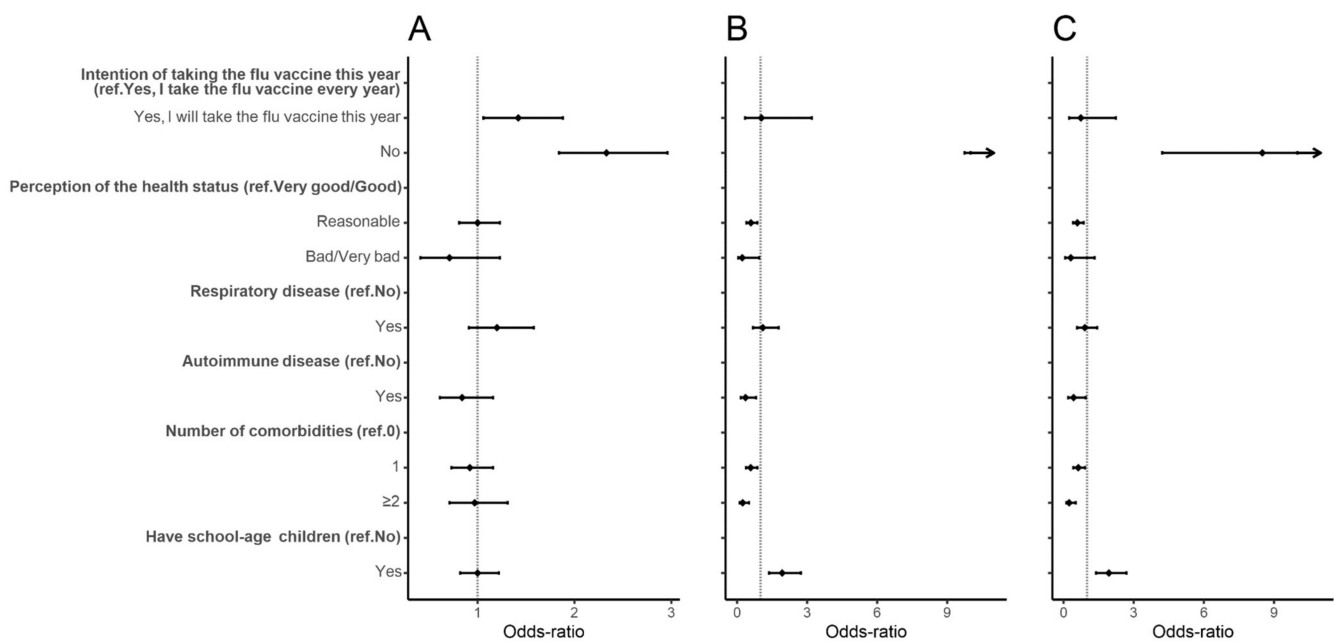 A
B
C
Intention of taking the flu vaccine this year
(ref.Yes, I take the flu vaccine every year)
Yes, I will take the flu vaccine this year
No
Perception of the health status (ref.Very good/Good)
Reasonable
Bad/Very bad
Respiratory disease (ref.No)
Yes
Autoimmune disease (ref.No)
Yes
Number of comorbidities (ref.0)
1
≥2
Have school-age children (ref.No)
Yes
1 2 3
0 3 6 9
0 3 6 9
Odds-ratio
Odds-ratio
Odds-ratio